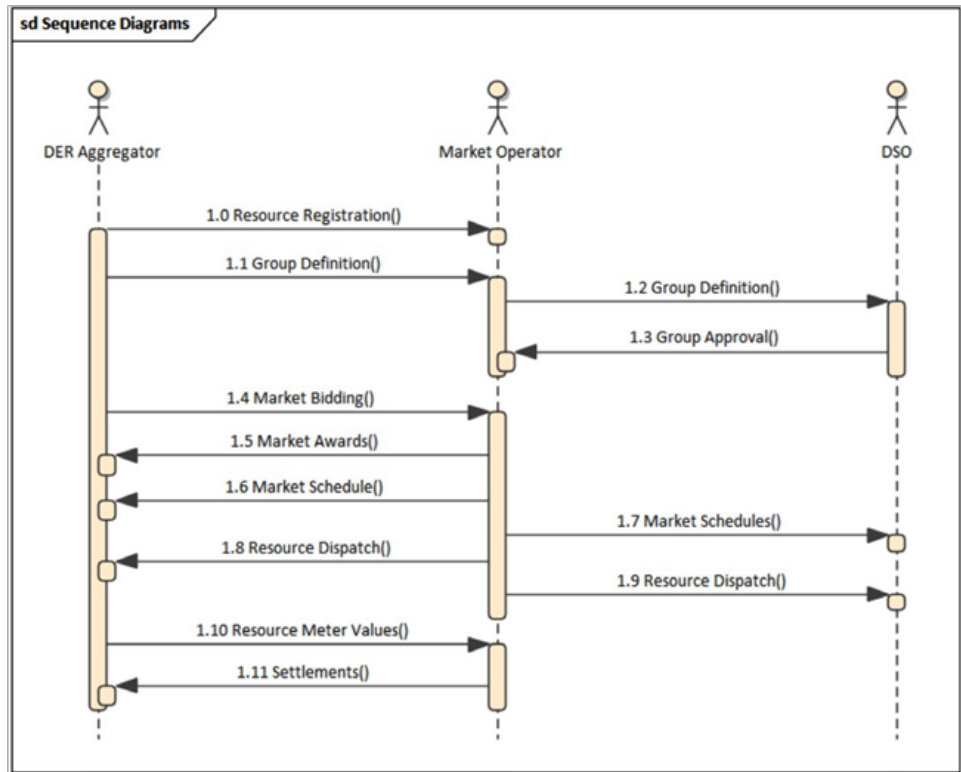 sd Sequence Diagrams
DER Aggregator
Market Operator
DSO
1.0 Resource Registration()
1.1 Group Definition()
1.2 Group Definition()
1.3 Group Approval()
1.4 Market Bidding()
1.5 Market Awards()
1.6 Market Schedule()
1.7 Market Schedules()
1.8 Resource Dispatch()
1.9 Resource Dispatch()
1.10 Resource Meter Values()
1.11 Settlements()